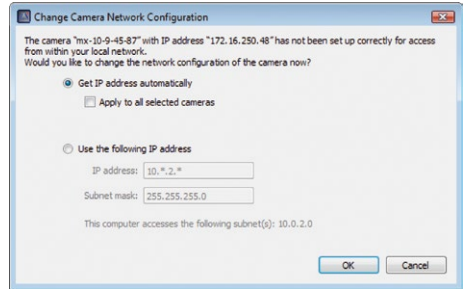 Change Camera Network Configuration
The camera "mx-10-9-45-87" with IP address "172.16.250.48" has not been set up correctly for access
from within your local network.
Would you like to change the network configuration of the camera now?
Get IP address automatically
Apply to all selected cameras
Use the following IP address
IP address: 10.*.2.*
Subnet mask: 255.255.255.0
This computer accesses the following subnet(s): 10.0.2.0
OK Cancel